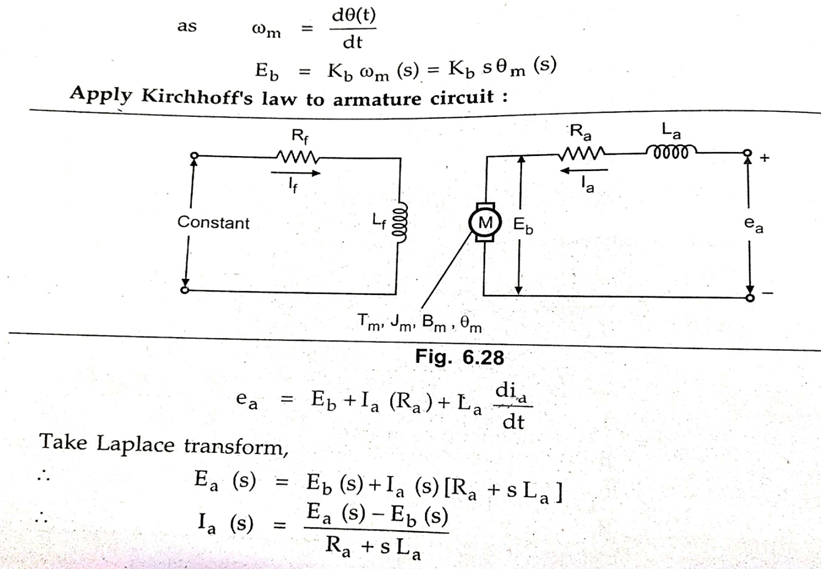 as ωm = dθ(t)/dt
Eb = Kb ωm (s) = Kb s θm (s)
Apply Kirchhoff's law to armature circuit :
Rf
If
Constant
Lf
M
Eb
Ra
La
Ia
+
ea
−
Tm, Jm, Bm , θm
Fig. 6.28
ea = Eb + Ia (Ra) + La dia/dt
Take Laplace transform,
∴ Ea (s) = Eb (s) + Ia (s) [Ra + s La ]
∴ Ia (s) = Ea (s) − Eb (s) / Ra + s La